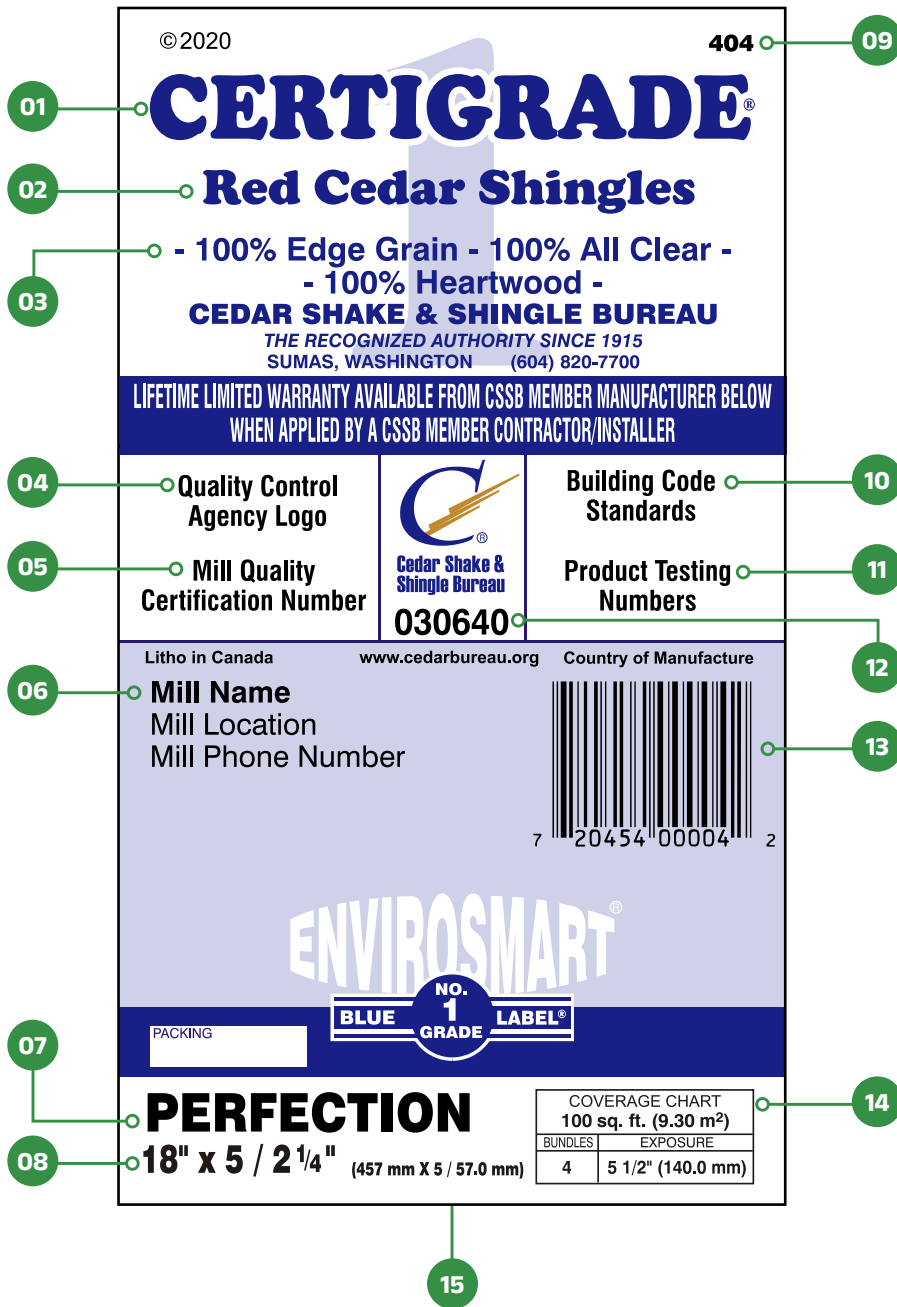 ©2020
404
09
01
CERTIGRADE®
1
02
Red Cedar Shingles
03
- 100% Edge Grain - 100% All Clear -
- 100% Heartwood -
CEDAR SHAKE & SHINGLE BUREAU
THE RECOGNIZED AUTHORITY SINCE 1915
SUMAS, WASHINGTON (604) 820-7700
LIFETIME LIMITED WARRANTY AVAILABLE FROM CSSB MEMBER MANUFACTURER BELOW
WHEN APPLIED BY A CSSB MEMBER CONTRACTOR/INSTALLER
04
Quality Control
Agency Logo
05
Mill Quality
Certification Number
C®
Cedar Shake &
Shingle Bureau
030640
Building Code
Standards
10
Product Testing
Numbers
11
12
Litho in Canada www.cedarbureau.org Country of Manufacture
06
Mill Name
Mill Location
Mill Phone Number
13
7 20454 00004 2
ENVIROSMART®
BLUE NO. 1 GRADE LABEL®
PACKING
07
PERFECTION
08
18" x 5 / 2 1/4" (457 mm X 5 / 57.0 mm)
COVERAGE CHART
100 sq. ft. (9.30 m²)
BUNDLES EXPOSURE
4 5 1/2" (140.0 mm)
14
15